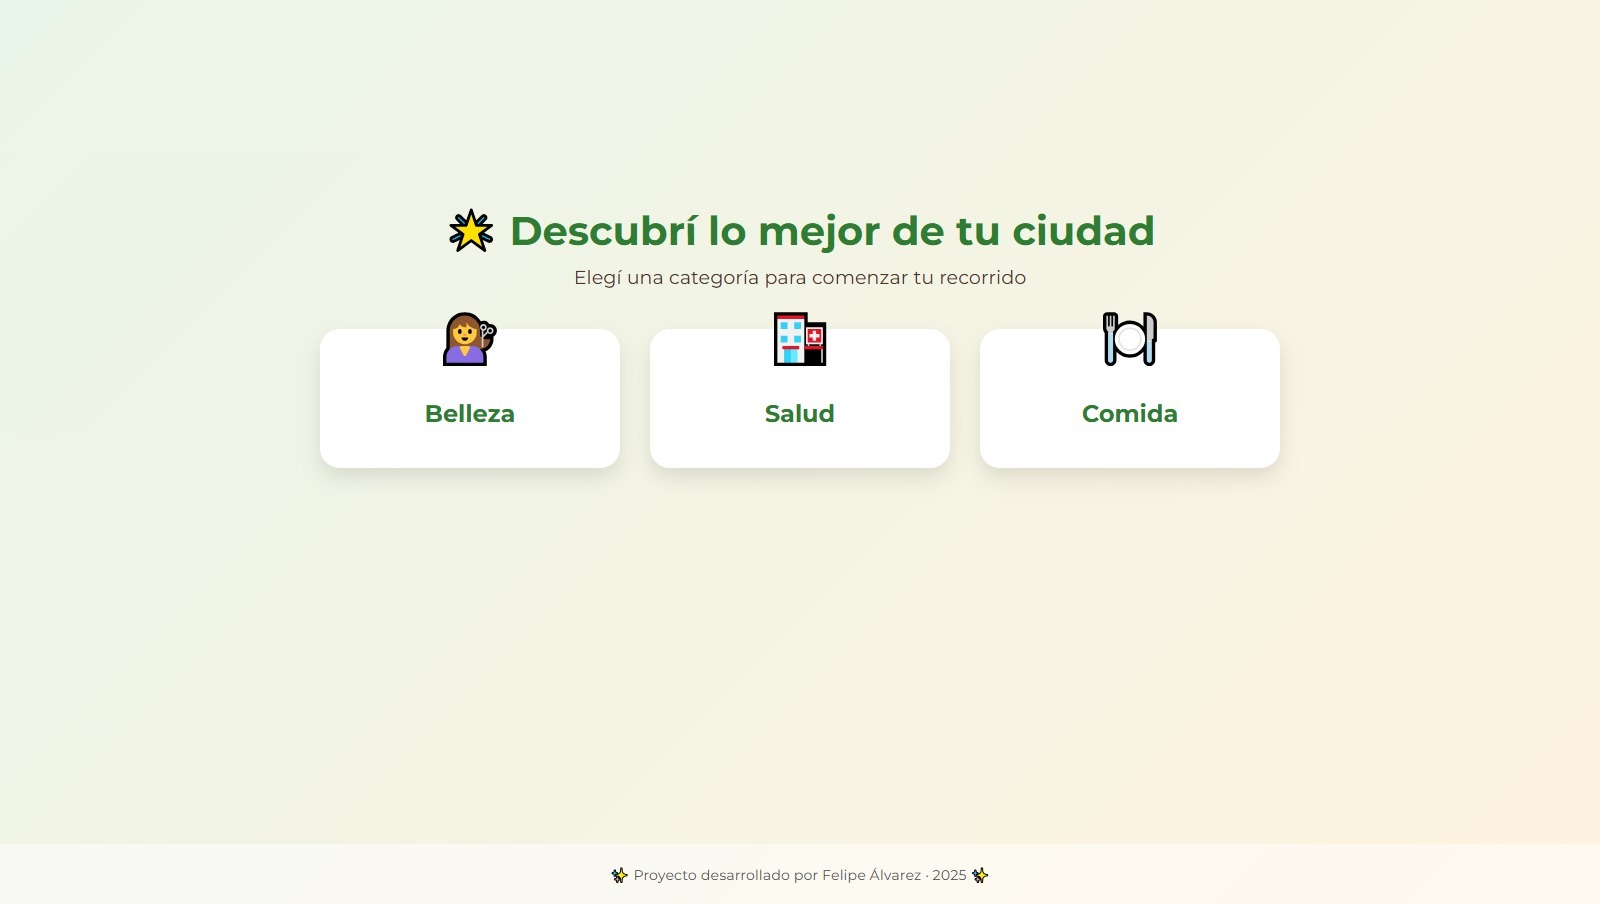 Descubrí lo mejor de tu ciudad
Elegí una categoría para comenzar tu recorrido
Belleza
Salud
Comida
Proyecto desarrollado por Felipe Álvarez · 2025